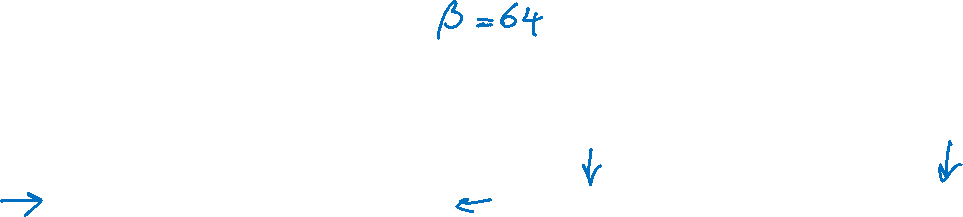 β = 64
→ ← ↓ ↓